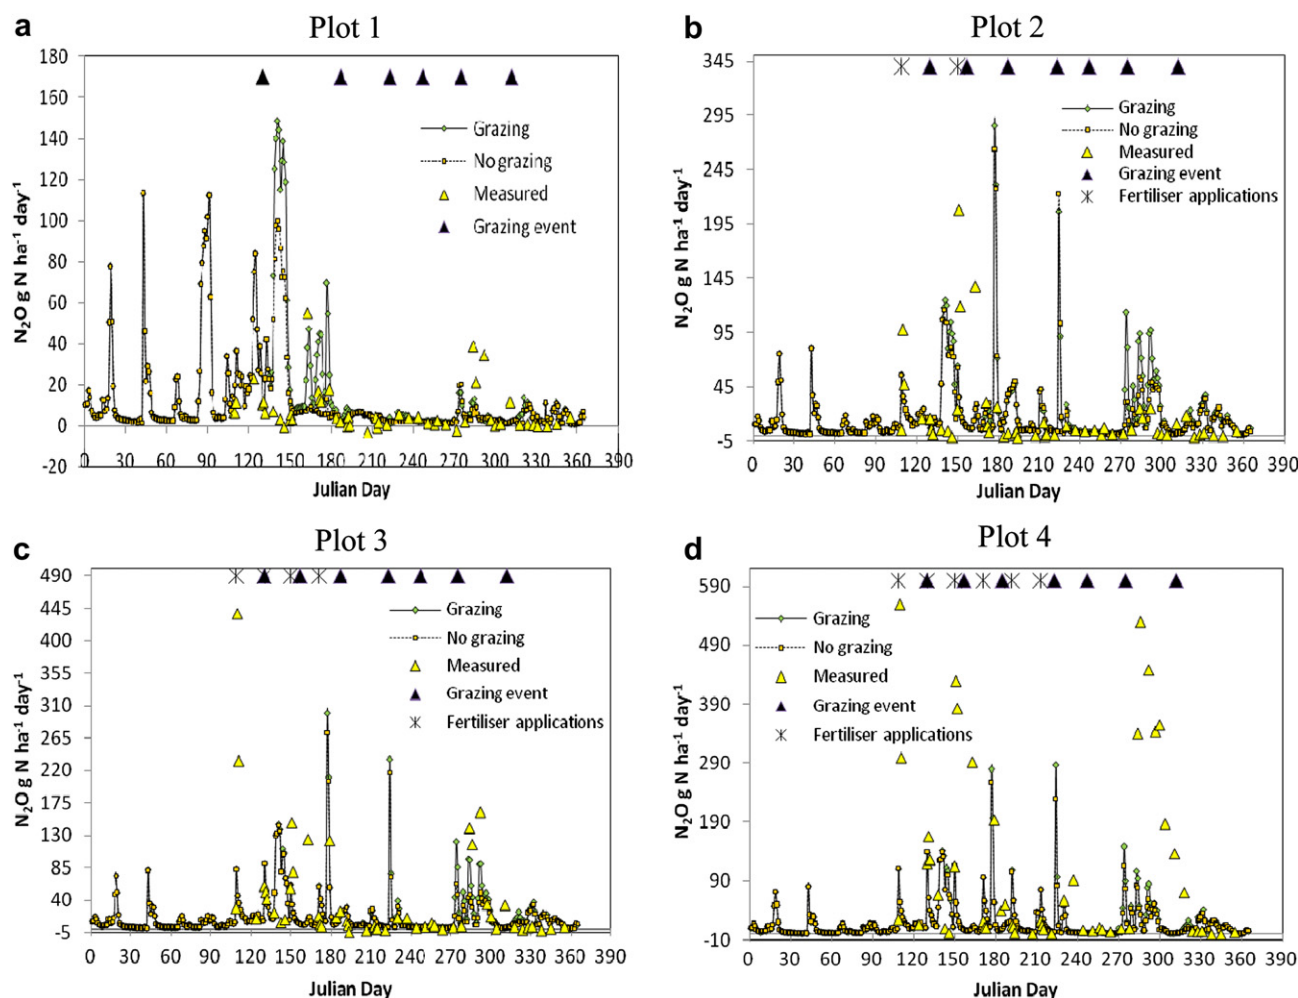 a
Plot 1
180
160
140
120
100
80
60
40
20
0
-20
N₂O g N ha⁻¹ day⁻¹
Grazing
No grazing
Measured
Grazing event
0 30 60 90 120 150 180 210 240 270 300 330 360 390
Julian Day
b
Plot 2
345
295
245
195
145
95
45
-5
N₂O g N ha⁻¹ day⁻¹
Grazing
No grazing
Measured
Grazing event
Fertiliser applications
0 30 60 90 120 150 180 210 240 270 300 330 360 390
Julian Day
c
Plot 3
490
445
400
355
310
265
220
175
130
85
40
-5
N₂O g N ha⁻¹ day⁻¹
Grazing
No grazing
Measured
Grazing event
Fertiliser applications
0 30 60 90 120 150 180 210 240 270 300 330 360 390
Julian Day
d
Plot 4
590
490
390
290
190
90
-10
N₂O g N ha⁻¹ day⁻¹
Grazing
No grazing
Measured
Grazing event
Fertiliser applications
0 30 60 90 120 150 180 210 240 270 300 330 360 390
Julian Day